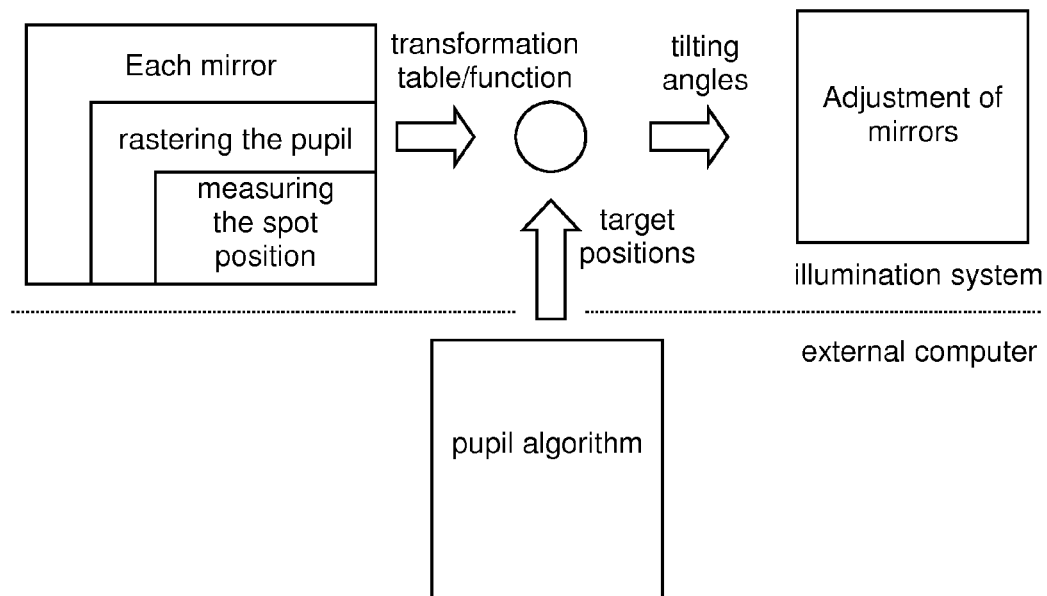 Each mirror
rastering the pupil
measuring
the spot
position
transformation
table/function
tilting
angles
Adjustment of
mirrors
target
positions
illumination system
external computer
pupil algorithm